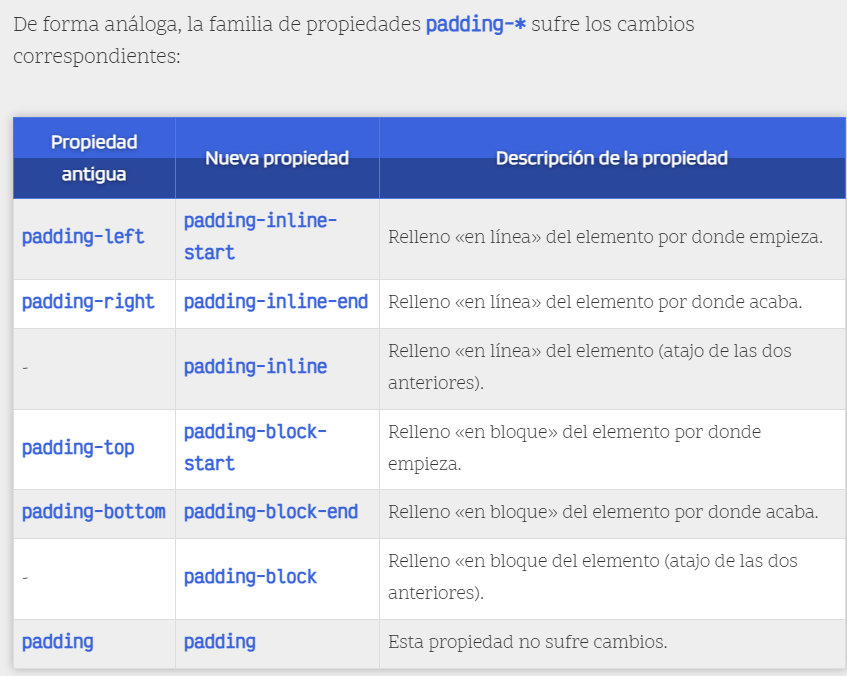 De forma análoga, la familia de propiedades padding-* sufre los cambios
correspondientes:
Propiedad
antigua
Nueva propiedad
Descripción de la propiedad
padding-left
padding-inline-
start
Relleno «en línea» del elemento por donde empieza.
padding-right
padding-inline-end
Relleno «en línea» del elemento por donde acaba.
-
padding-inline
Relleno «en línea» del elemento (atajo de las dos
anteriores).
padding-top
padding-block-
start
Relleno «en bloque» del elemento por donde
empieza.
padding-bottom
padding-block-end
Relleno «en bloque» del elemento por donde acaba.
-
padding-block
Relleno «en bloque del elemento (atajo de las dos
anteriores).
padding
padding
Esta propiedad no sufre cambios.